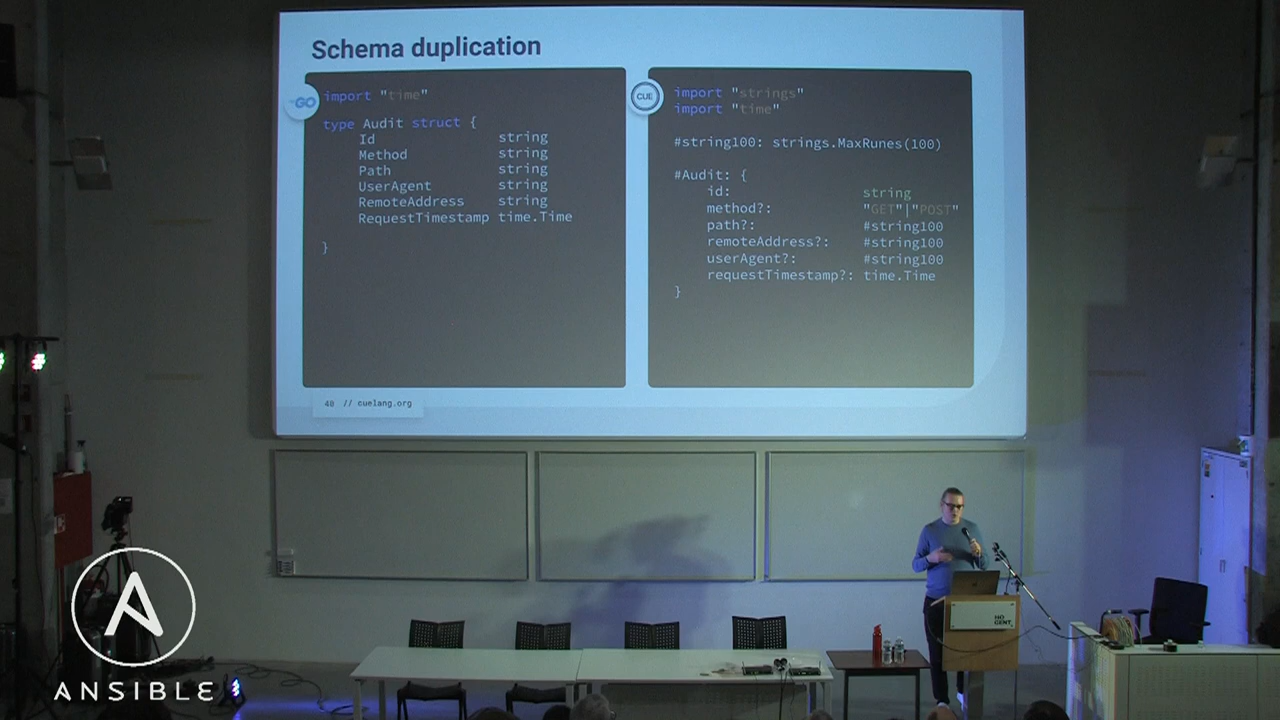 Schema duplication
GO
import "time"
type Audit struct {
Id string
Method string
Path string
UserAgent string
RemoteAddress string
RequestTimestamp time.Time
}
CUE
import "strings"
import "time"
#string100: strings.MaxRunes(100)
#Audit: {
id: string
method?: "GET"|"POST"
path?: #string100
remoteAddress?: #string100
userAgent?: #string100
requestTimestamp?: time.Time
}
40 // cuelang.org
HO
GENT
ANSIBLE